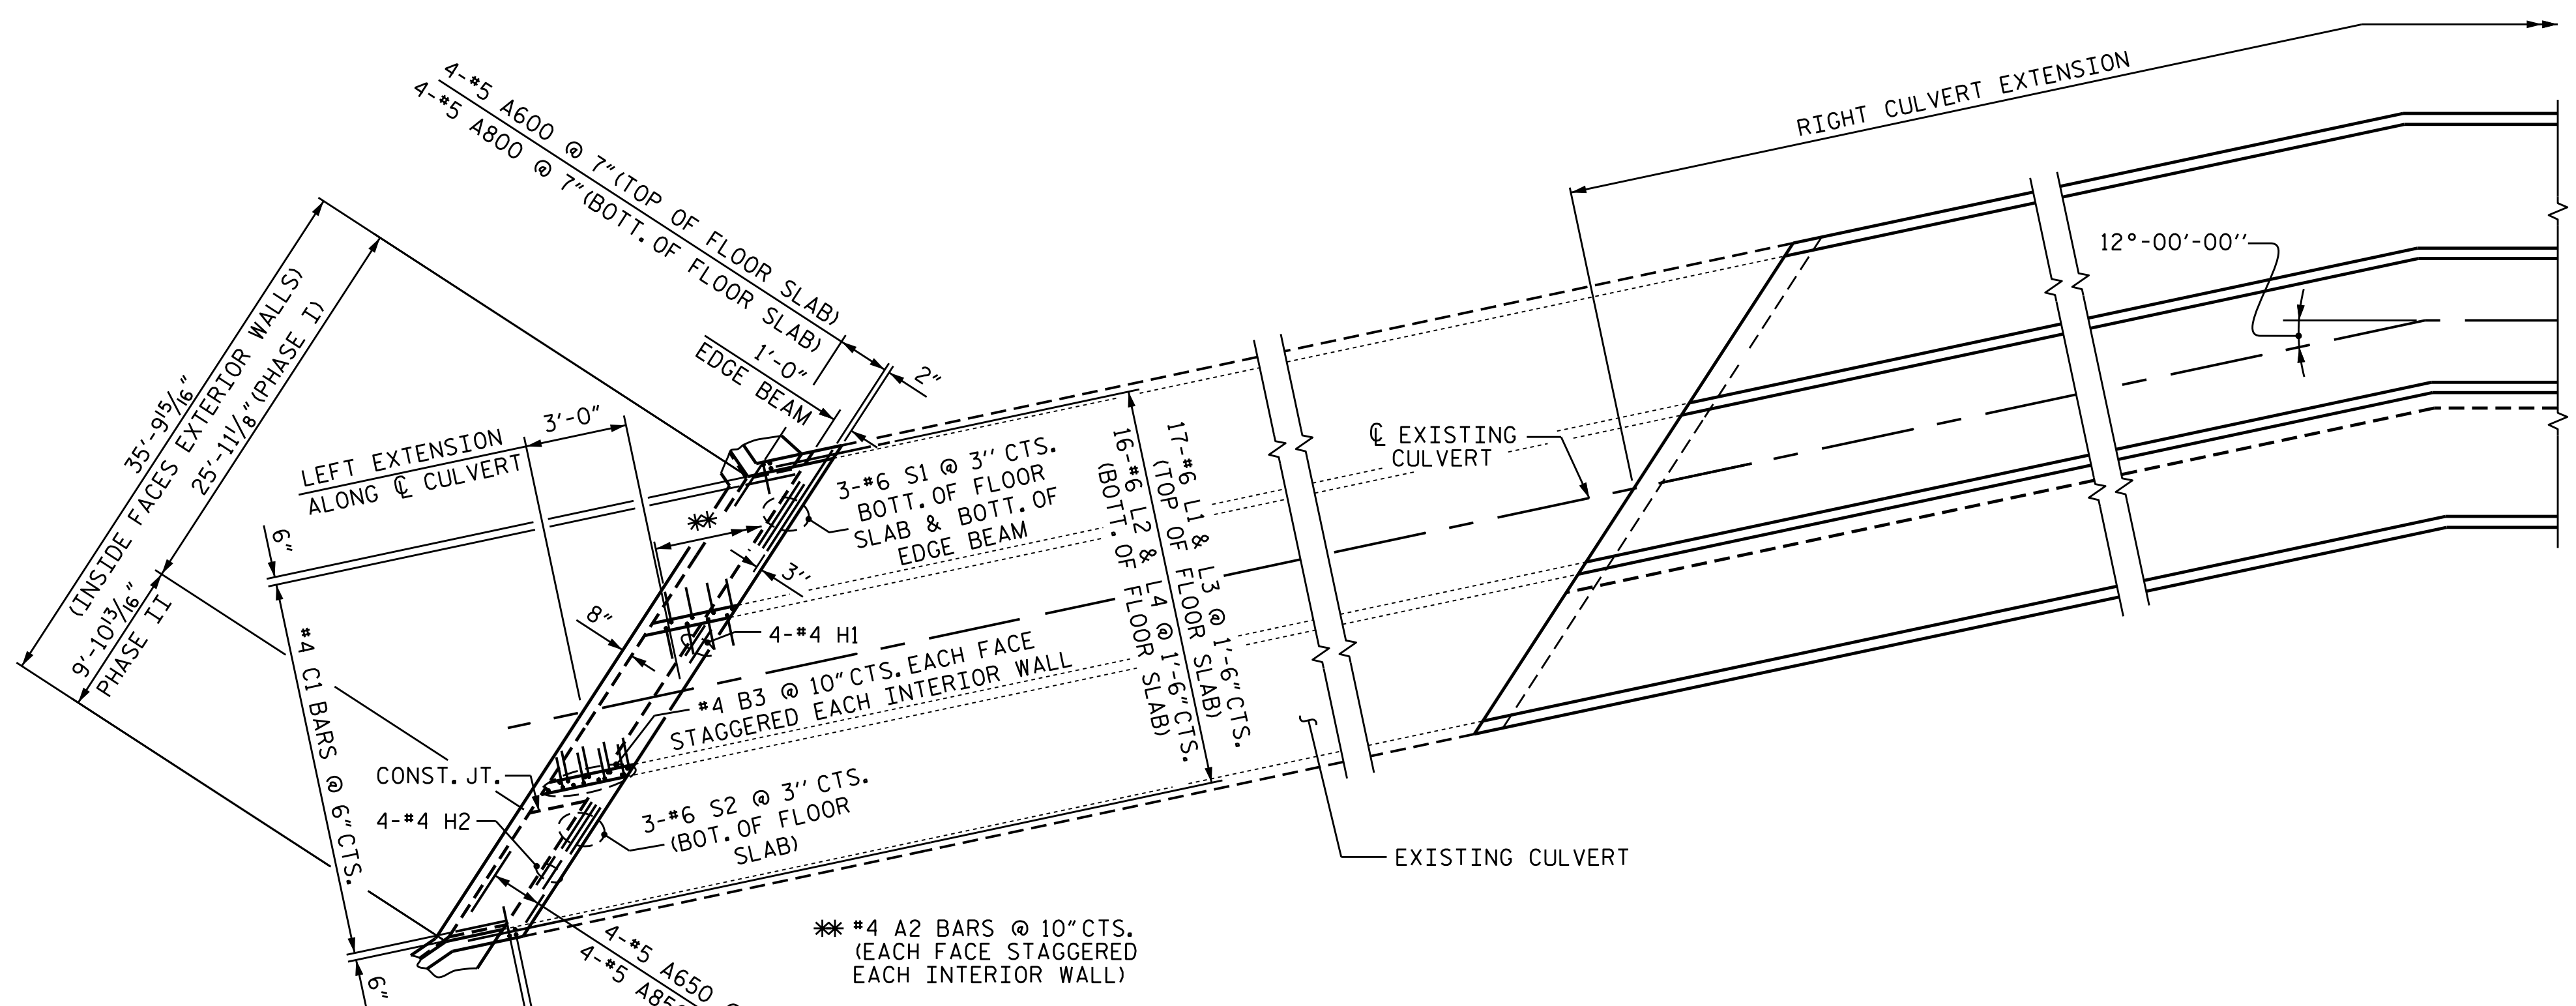 RIGHT CULVERT EXTENSION
4-#5 A600 @ 7"(TOP OF FLOOR SLAB)
4-#5 A800 @ 7"(BOTT. OF FLOOR SLAB)
12°-00'-00''
35'-9 15/16"
(INSIDE FACES EXTERIOR WALLS)
25'-11 1/8"(PHASE I)
9'-10 13/16"
PHASE II
1'-0"
EDGE BEAM
2"
3'-0"
LEFT EXTENSION
ALONG ℄ CULVERT
6"
3-#6 S1 @ 3'' CTS.
BOTT. OF FLOOR
SLAB & BOTT. OF
EDGE BEAM
**
3''
8"
4-#4 H1
17-#6 L1 & L3 @ 1'-6"CTS.
(TOP OF FLOOR SLAB)
16-#6 L2 & L4 @ 1'-6"CTS.
(BOTT. OF FLOOR SLAB)
℄ EXISTING
CULVERT
#4 B3 @ 10"CTS. EACH FACE
STAGGERED EACH INTERIOR WALL
#4 C1 BARS @ 6"CTS.
CONST. JT.
4-#4 H2
3-#6 S2 @ 3'' CTS.
(BOT. OF FLOOR
SLAB)
EXISTING CULVERT
6"
4-#5 A650
** #4 A2 BARS @ 10"CTS.
(EACH FACE STAGGERED
EACH INTERIOR WALL)